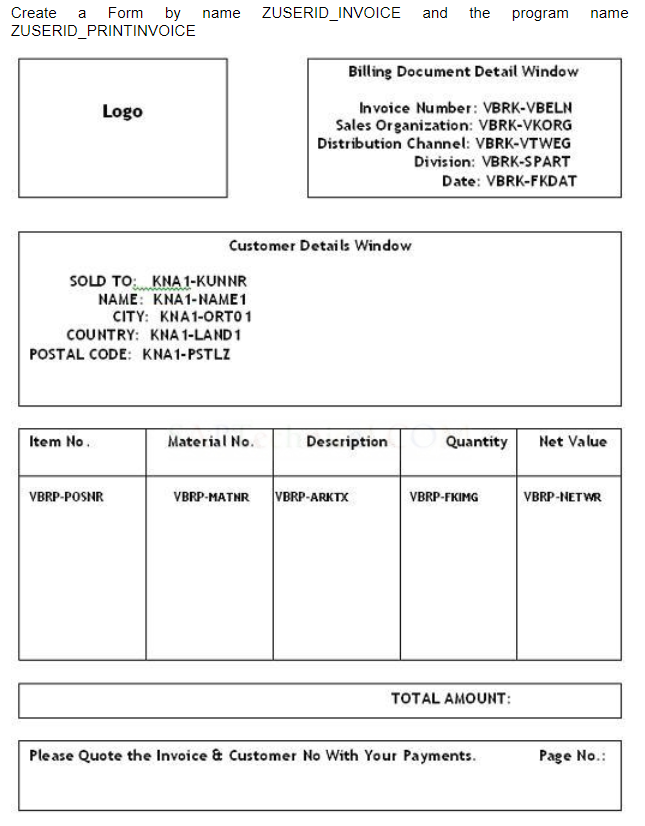 Create a Form by name ZUSERID_INVOICE and the program name
ZUSERID_PRINTINVOICE
Logo
Billing Document Detail Window
Invoice Number: VBRK-VBELN
Sales Organization: VBRK-VKORG
Distribution Channel: VBRK-VTWEG
Division: VBRK-SPART
Date: VBRK-FKDAT
Customer Details Window
SOLD TO: KNA1-KUNNR
NAME: KNA1-NAME1
CITY: KNA1-ORT01
COUNTRY: KNA1-LAND1
POSTAL CODE: KNA1-PSTLZ
Item No. Material No. Description Quantity Net Value
VBRP-POSNR VBRP-MATNR VBRP-ARKTX VBRP-FKIMG VBRP-NETWR
TOTAL AMOUNT:
Please Quote the Invoice & Customer No With Your Payments. Page No.: